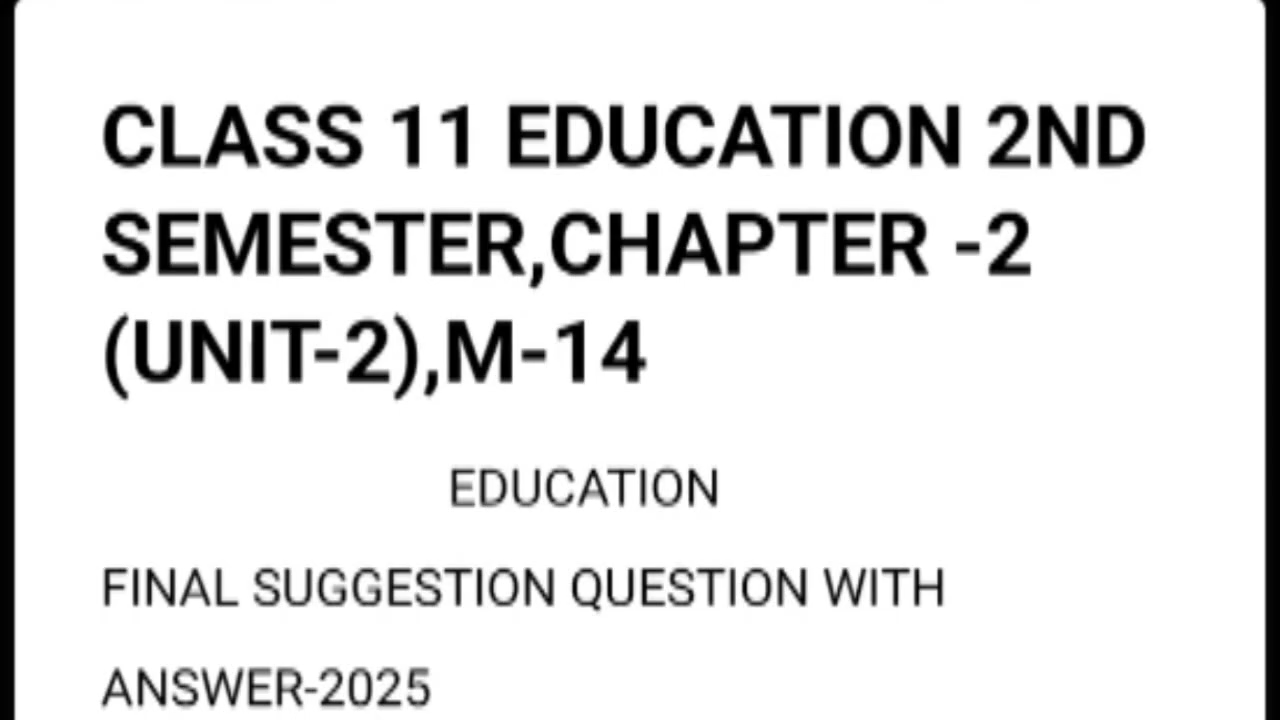 CLASS 11 EDUCATION 2ND
SEMESTER,CHAPTER -2
(UNIT-2),M-14
EDUCATION
FINAL SUGGESTION QUESTION WITH
ANSWER-2025